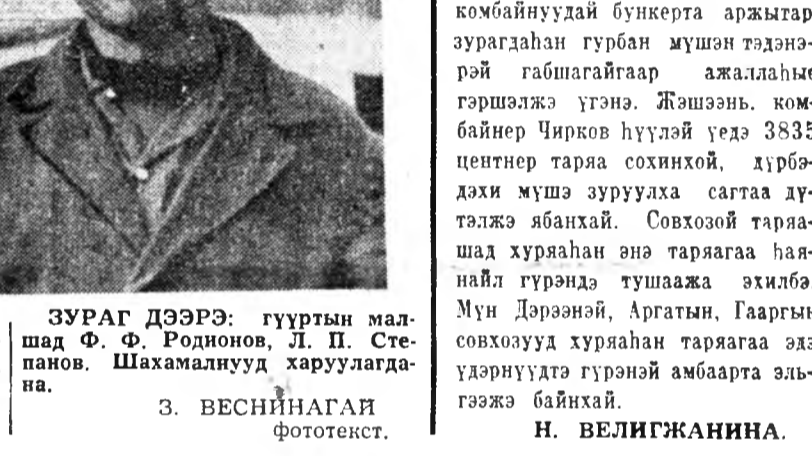 ЗУРАГ ДЭЭРЭ: гүүртын мал-
шад Ф. Ф. Родионов, Л. П. Сте-
панов. Шахамалнууд харуулагда-
на.
З. ВЕСНИНАГАЙ
фототекст.
комбайнуудай бункерта аржытар
зурагдаһан гурбан мүшэн тэдэнэ-
рэй габшагайгаар ажаллаһые
гэршэлжэ үгэнэ. Жэшээнь. ком-
байнер Чирков һүүлэй үедэ 3835
центнер таряа сохинхой, дүрбэ-
дэхи мүшэ зуруулха сагтаа дү-
тэлжэ ябанхай. Совхозой таряа-
шад хуряаһан энэ таряагаа һая-
найл гүрэндэ тушаажа эхилбэ
Мүн Дэрээнэй, Аргатын, Гааргын
совхозууд хуряаһан таряагаа эдэ
үдэрнүүдтэ гүрэнэй амбаарта эль-
гээжэ байнхай.
Н. ВЕЛИГЖАНИНА.